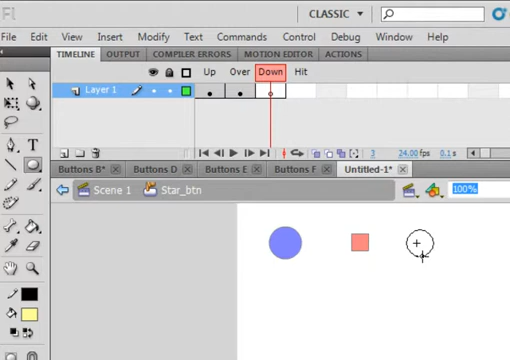 Fl
CLASSIC
File Edit View Insert Modify Text Commands Control Debug Window Help
TIMELINE OUTPUT COMPILER ERRORS MOTION EDITOR ACTIONS
Up Over Down Hit
Layer 1
3 24.00 fps 0.1 s
Buttons B* Buttons D Buttons E Buttons F Untitled-1*
Scene 1 Star_btn 100%
T